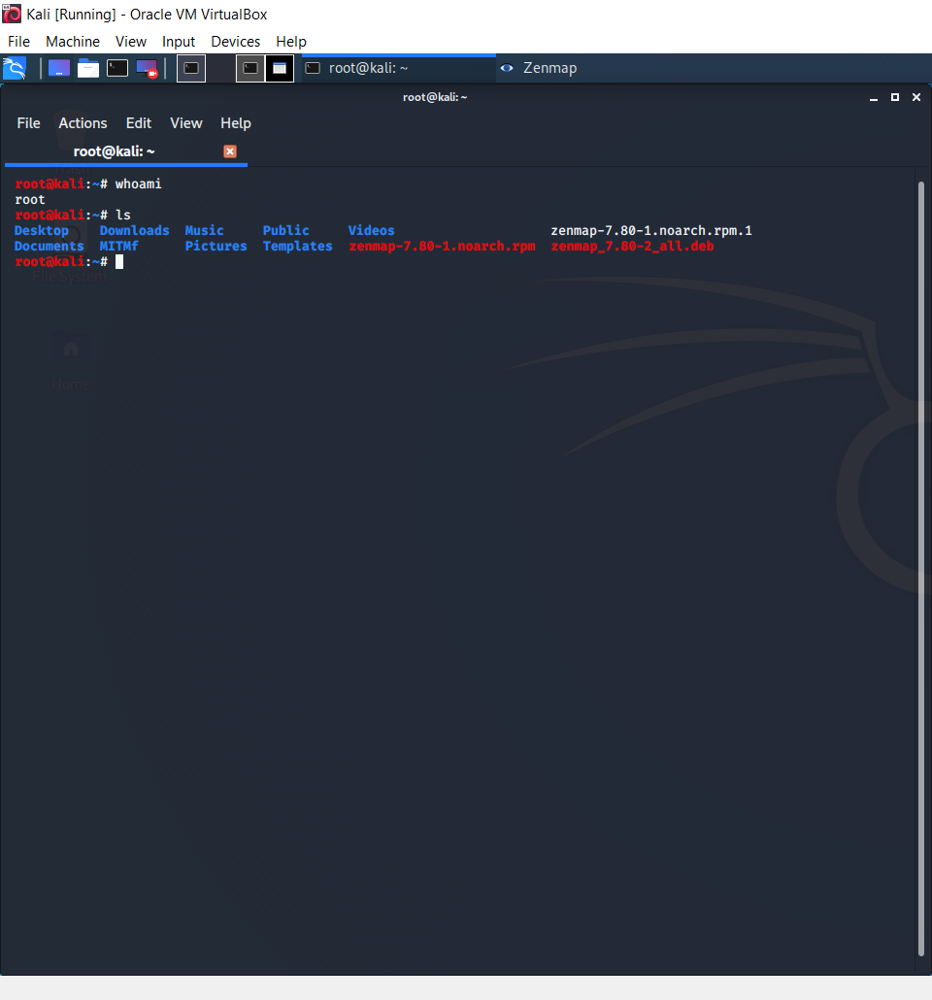 Kali [Running] - Oracle VM VirtualBox
File Machine View Input Devices Help
root@kali: ~ Zenmap
root@kali: ~
File Actions Edit View Help
root@kali: ~
root@kali:~# whoami
root
root@kali:~# ls
Desktop Downloads Music Public Videos zenmap-7.80-1.noarch.rpm.1
Documents MITMf Pictures Templates zenmap-7.80-1.noarch.rpm zenmap_7.80-2_all.deb
root@kali:~#
File System
Home